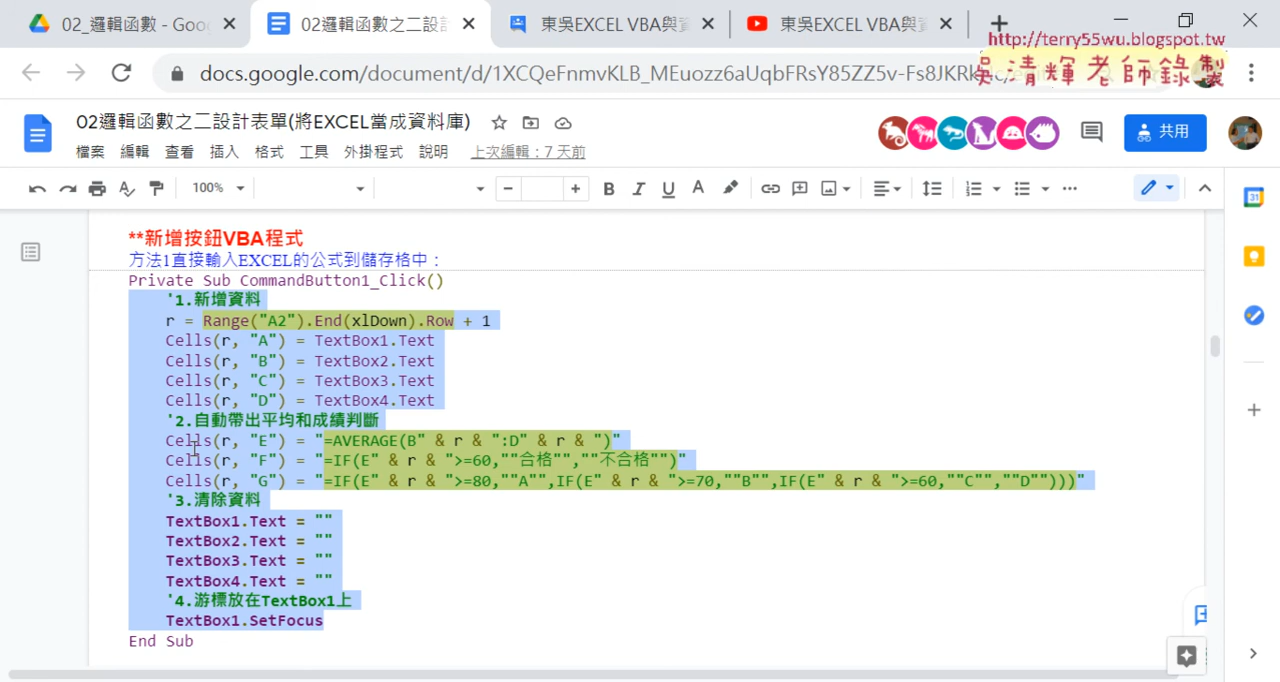 02_邏輯函數 - Goo
02邏輯函數之二設計
東吳EXCEL VBA與資
東吳EXCEL VBA與資
http://terry55wu.blogspot.tw
吳清輝老師錄製
docs.google.com/document/d/1XCQeFnmvKLB_MEuozz6aUqbFRsY85ZZ5v-Fs8JKRk
02邏輯函數之二設計表單(將EXCEL當成資料庫)
檔案 編輯 查看 插入 格式 工具 外掛程式 說明 上次編輯：7 天前
共用
100%
B I U A
31
**新增按鈕VBA程式
方法1直接輸入EXCEL的公式到儲存格中：
Private Sub CommandButton1_Click()
'1.新增資料
r = Range("A2").End(xlDown).Row + 1
Cells(r, "A") = TextBox1.Text
Cells(r, "B") = TextBox2.Text
Cells(r, "C") = TextBox3.Text
Cells(r, "D") = TextBox4.Text
'2.自動帶出平均和成績判斷
Cells(r, "E") = "=AVERAGE(B" & r & ":D" & r & ")"
Cells(r, "F") = "=IF(E" & r & ">=60,""合格"",""不合格"")"
Cells(r, "G") = "=IF(E" & r & ">=80,""A"",IF(E" & r & ">=70,""B"",IF(E" & r & ">=60,""C"",""D"")))"
'3.清除資料
TextBox1.Text = ""
TextBox2.Text = ""
TextBox3.Text = ""
TextBox4.Text = ""
'4.游標放在TextBox1上
TextBox1.SetFocus
End Sub